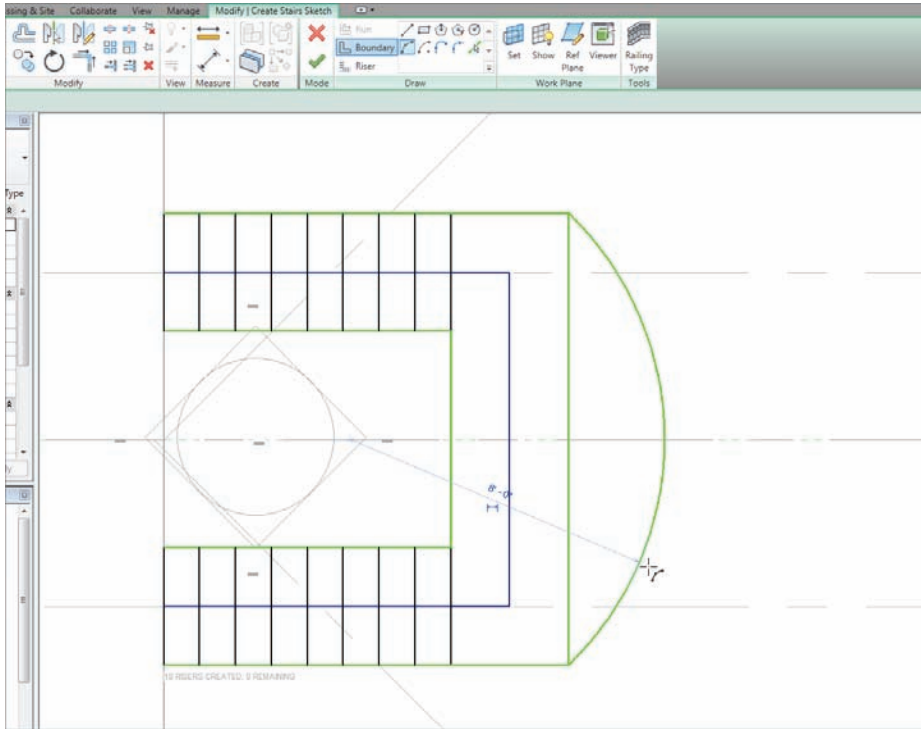 ssing & Site Collaborate View Manage Modify | Create Stairs Sketch
Run
Boundary
Riser
Set Show Ref Plane Viewer Railing Type
Modify View Measure Create Mode Draw Work Plane Tools
Type
8' - 0"
18 RISERS CREATED, 0 REMAINING